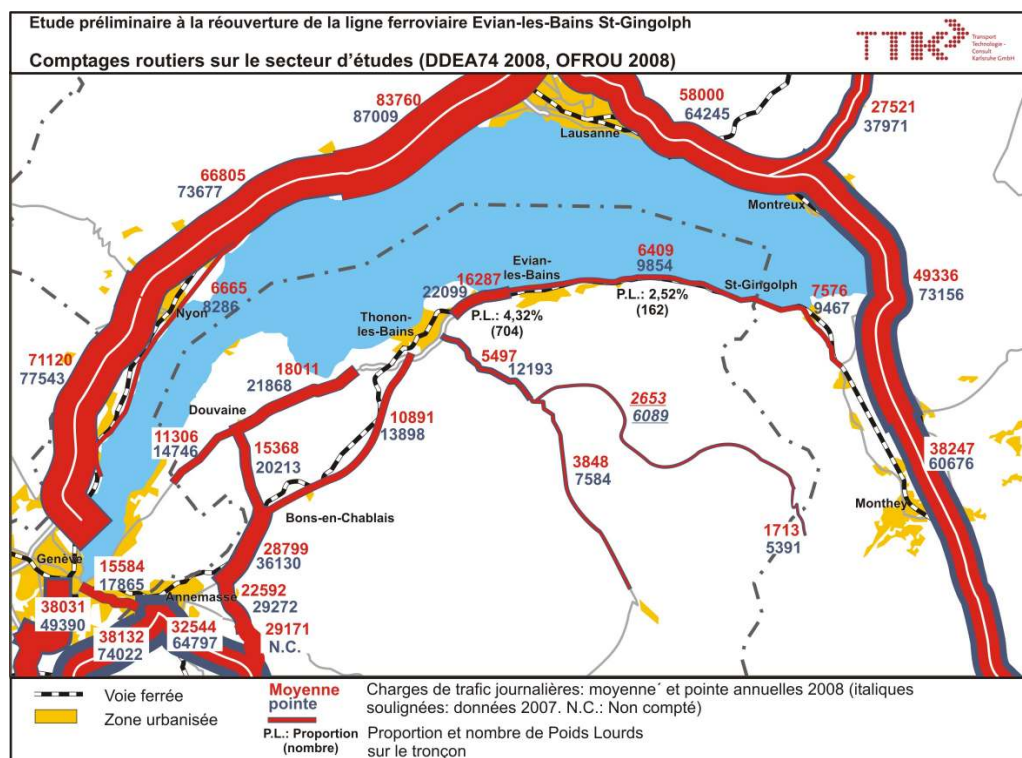 Etude préliminaire à la réouverture de la ligne ferroviaire Evian-les-Bains St-Gingolph
Comptages routiers sur le secteur d'études (DDEA74 2008, OFROU 2008)
TTK
Transport
Technologie -
Consult
Karlsruhe GmbH
83760
87009
58000
64245
27521
37971
Lausanne
66805
73677
Montreux
6665
8286
Nyon
Evian-
les-Bains
6409
9854
16287
22099
St-Gingolph
7576
9467
49336
73156
P.L.: 4,32%
(704)
P.L.: 2,52%
(162)
Thonon-
les-Bains
71120
77543
18011
21868
5497
12193
Douvaine
2653
6089
11306
14746
10891
13898
15368
20213
3848
7584
38247
60676
Monthey
Bons-en-Chablais
1713
5391
Genève
15584
17865
28799
36130
Annemasse
22592
29272
38031
49390
38132
74022
32544
64797
29171
N.C.
Voie ferrée
Zone urbanisée
Moyenne
pointe
Charges de trafic journalières: moyenne´ et pointe annuelles 2008 (italiques
soulignées: données 2007. N.C.: Non compté)
P.L.: Proportion
(nombre)
Proportion et nombre de Poids Lourds
sur le tronçon